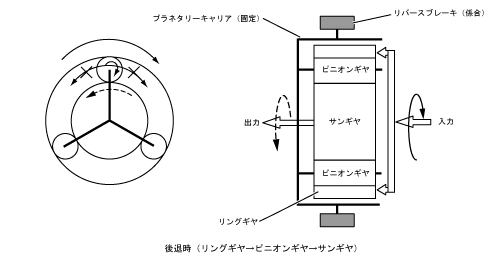 プラネタリーキャリア（固定）
リバースブレーキ（係合）
ピニオンギヤ
出力
サンギヤ
入力
ピニオンギヤ
リングギヤ
後退時（リングギヤ→ピニオンギヤ→サンギヤ）